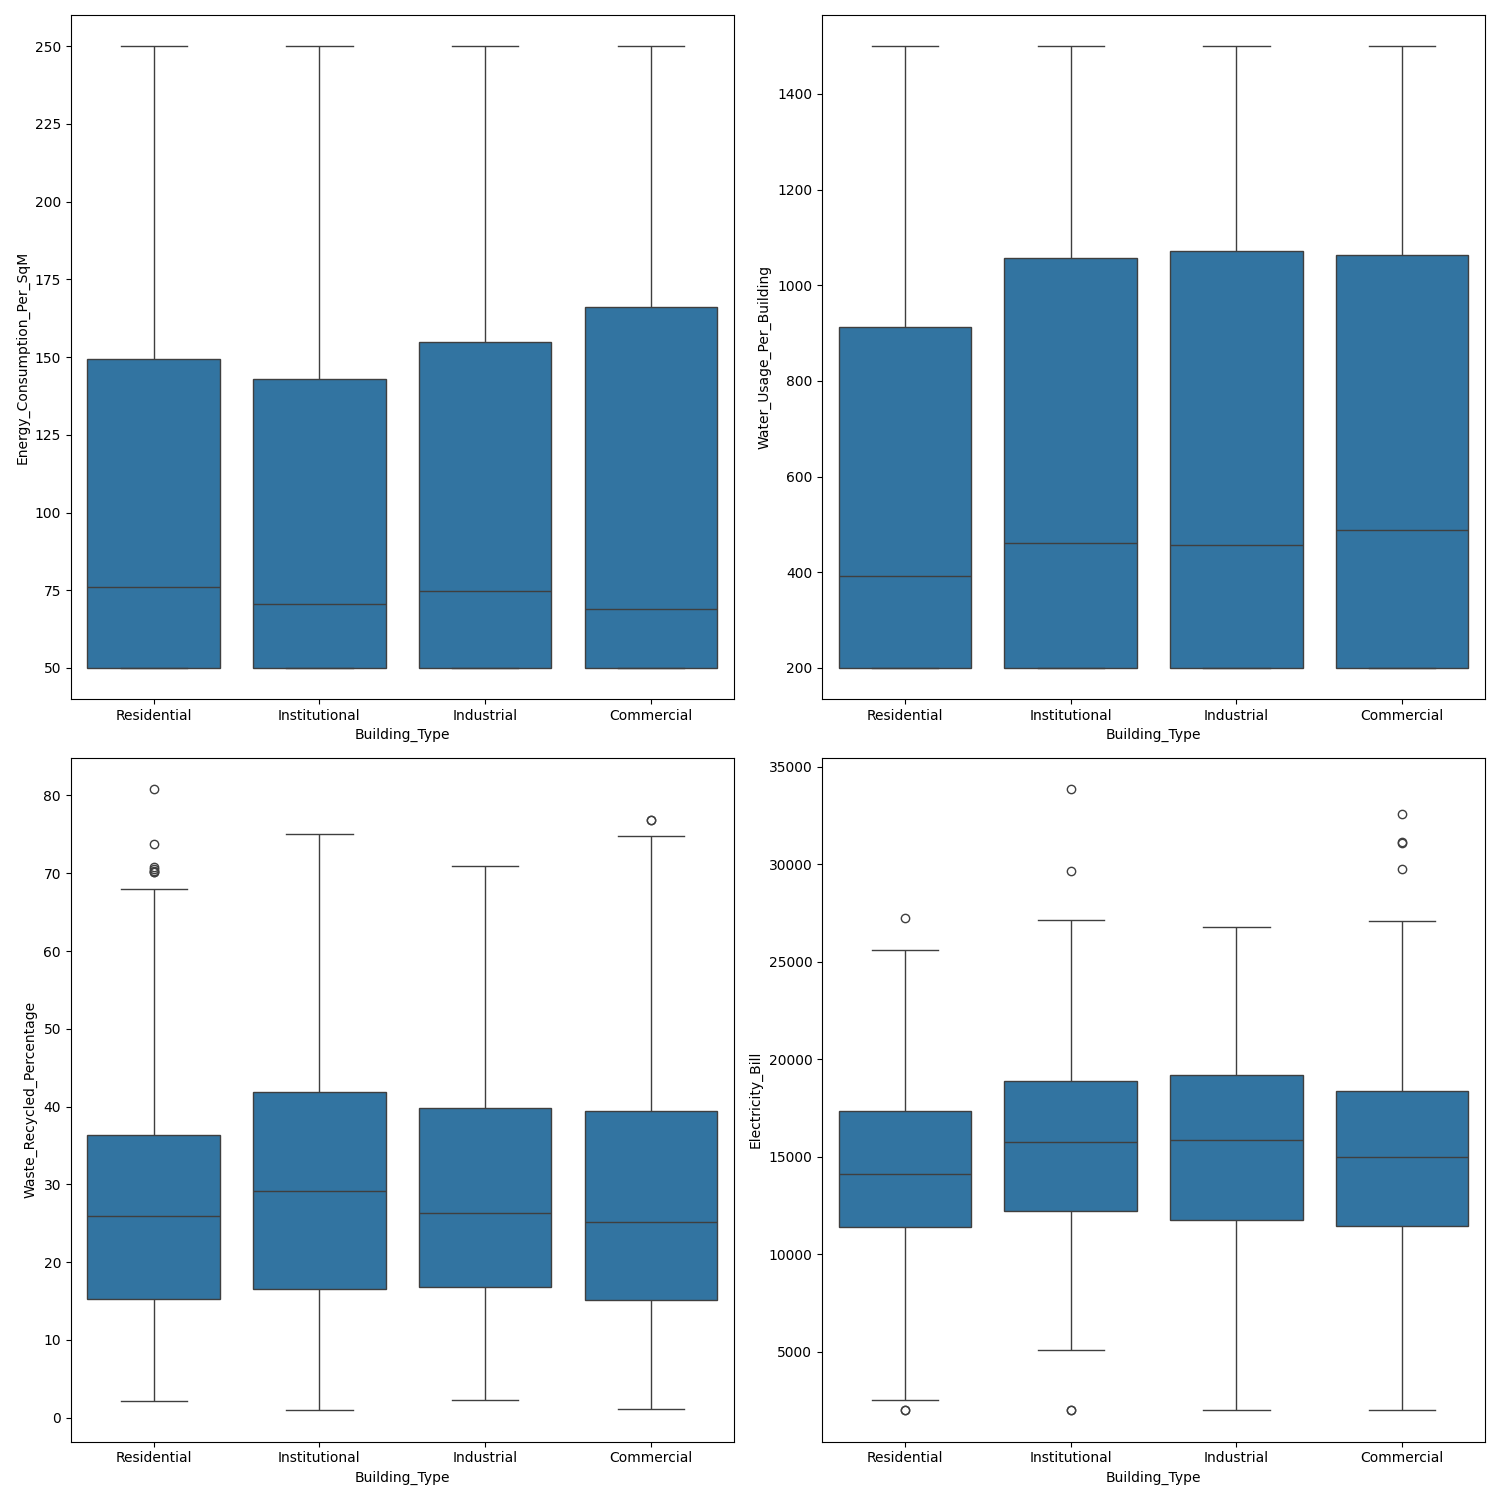 250
225
200
175
150
125
100
75
50
Energy_Consumption_Per_SqM
Residential Institutional Industrial Commercial
Building_Type
1400
1200
1000
800
600
400
200
Water_Usage_Per_Building
Residential Institutional Industrial Commercial
Building_Type
80
70
60
50
40
30
20
10
0
Waste_Recycled_Percentage
Residential Institutional Industrial Commercial
Building_Type
35000
30000
25000
20000
15000
10000
5000
Electricity_Bill
Residential Institutional Industrial Commercial
Building_Type